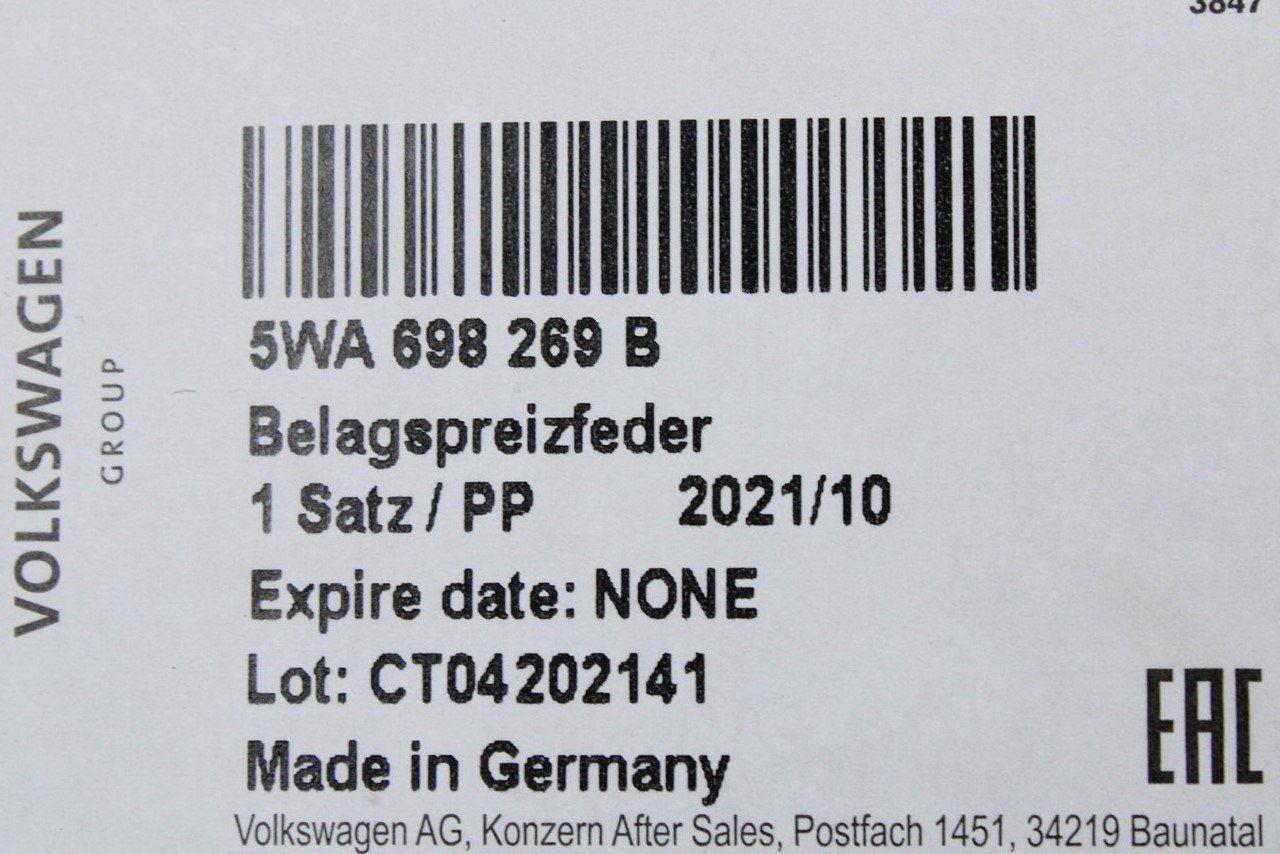 3847
VOLKSWAGEN
GROUP
5WA 698 269 B
Belagspreizfeder
1 Satz / PP 2021/10
Expire date: NONE
Lot: CT04202141
Made in Germany
EAC
Volkswagen AG, Konzern After Sales, Postfach 1451, 34219 Baunatal